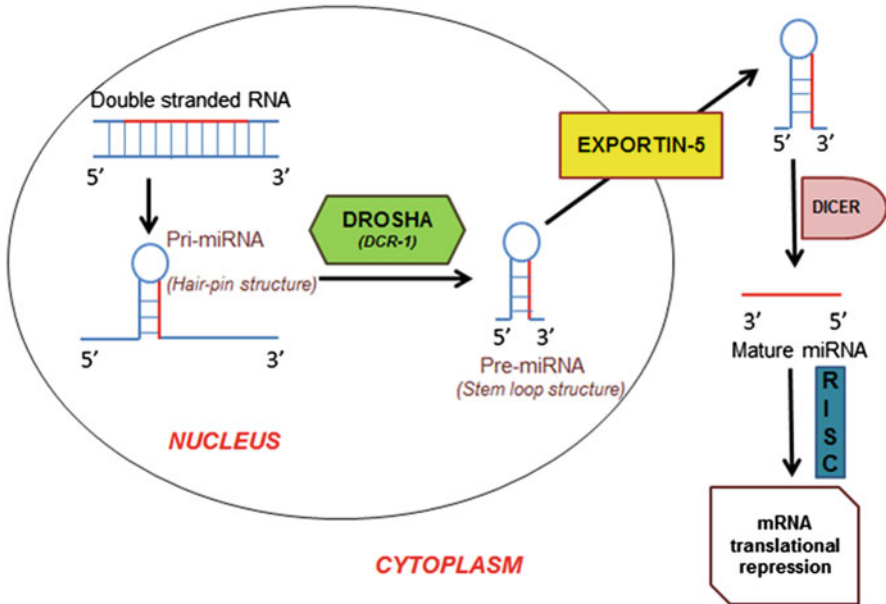 Double stranded RNA
5’ 3’
Pri-miRNA
(Hair-pin structure)
5’ 3’
DROSHA
(DCR-1)
5’ 3’
Pre-miRNA
(Stem loop structure)
NUCLEUS
CYTOPLASM
EXPORTIN-5
5’ 3’
DICER
3’ 5’
Mature miRNA
RISC
mRNA
translational
repression